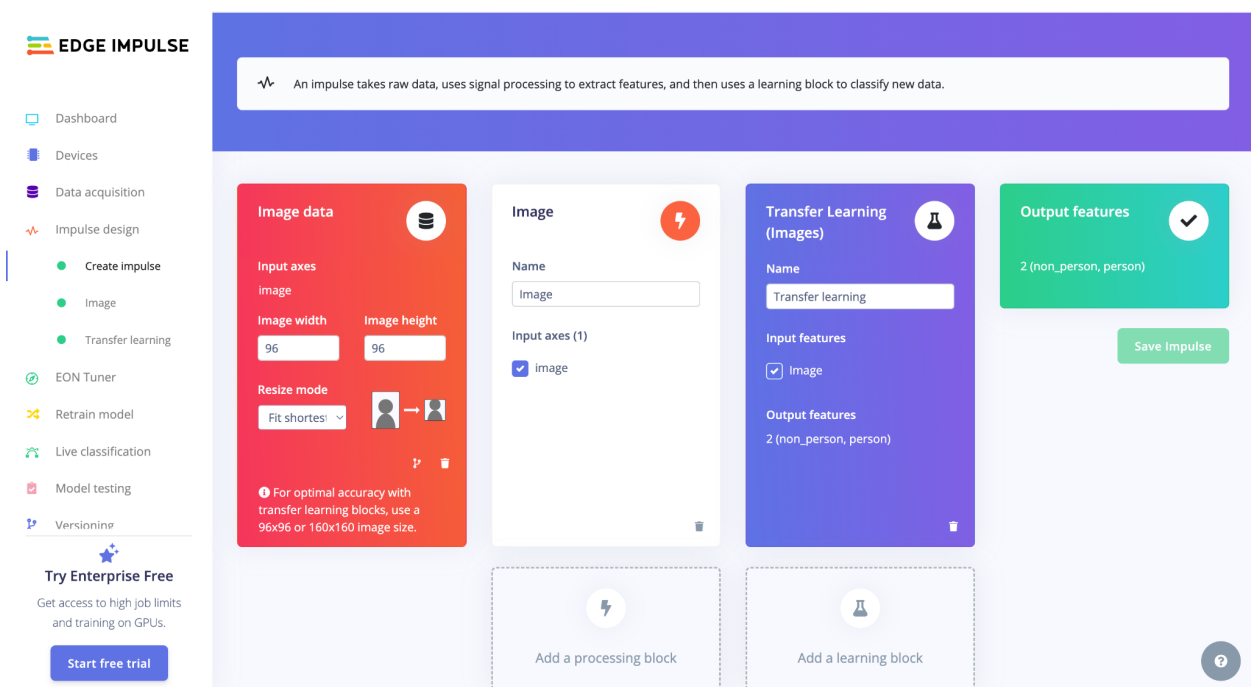 EDGE IMPULSE
An impulse takes raw data, uses signal processing to extract features, and then uses a learning block to classify new data.
Dashboard
Devices
Data acquisition
Impulse design
Create impulse
Image
Transfer learning
EON Tuner
Retrain model
Live classification
Model testing
Versioning
Try Enterprise Free
Get access to high job limits
and training on GPUs.
Start free trial
Image data
Input axes
image
Image width
Image height
96
96
Resize mode
Fit shortes
For optimal accuracy with
transfer learning blocks, use a
96x96 or 160x160 image size.
Image
Name
Image
Input axes (1)
image
Transfer Learning
(Images)
Name
Transfer learning
Input features
Image
Output features
2 (non_person, person)
Output features
2 (non_person, person)
Save Impulse
Add a processing block
Add a learning block
?